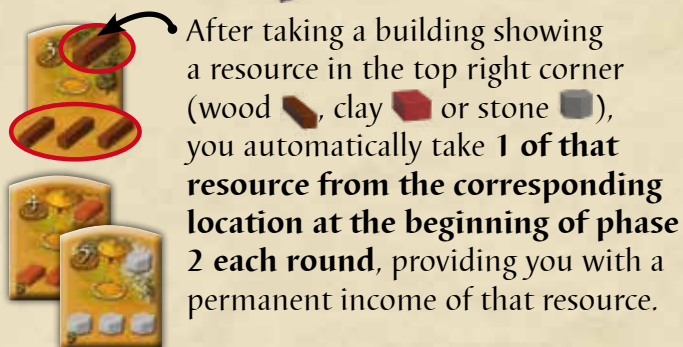 After taking a building showing
a resource in the top right corner
(wood, clay or stone),
you automatically take 1 of that
resource from the corresponding
location at the beginning of phase
2 each round, providing you with a
permanent income of that resource.